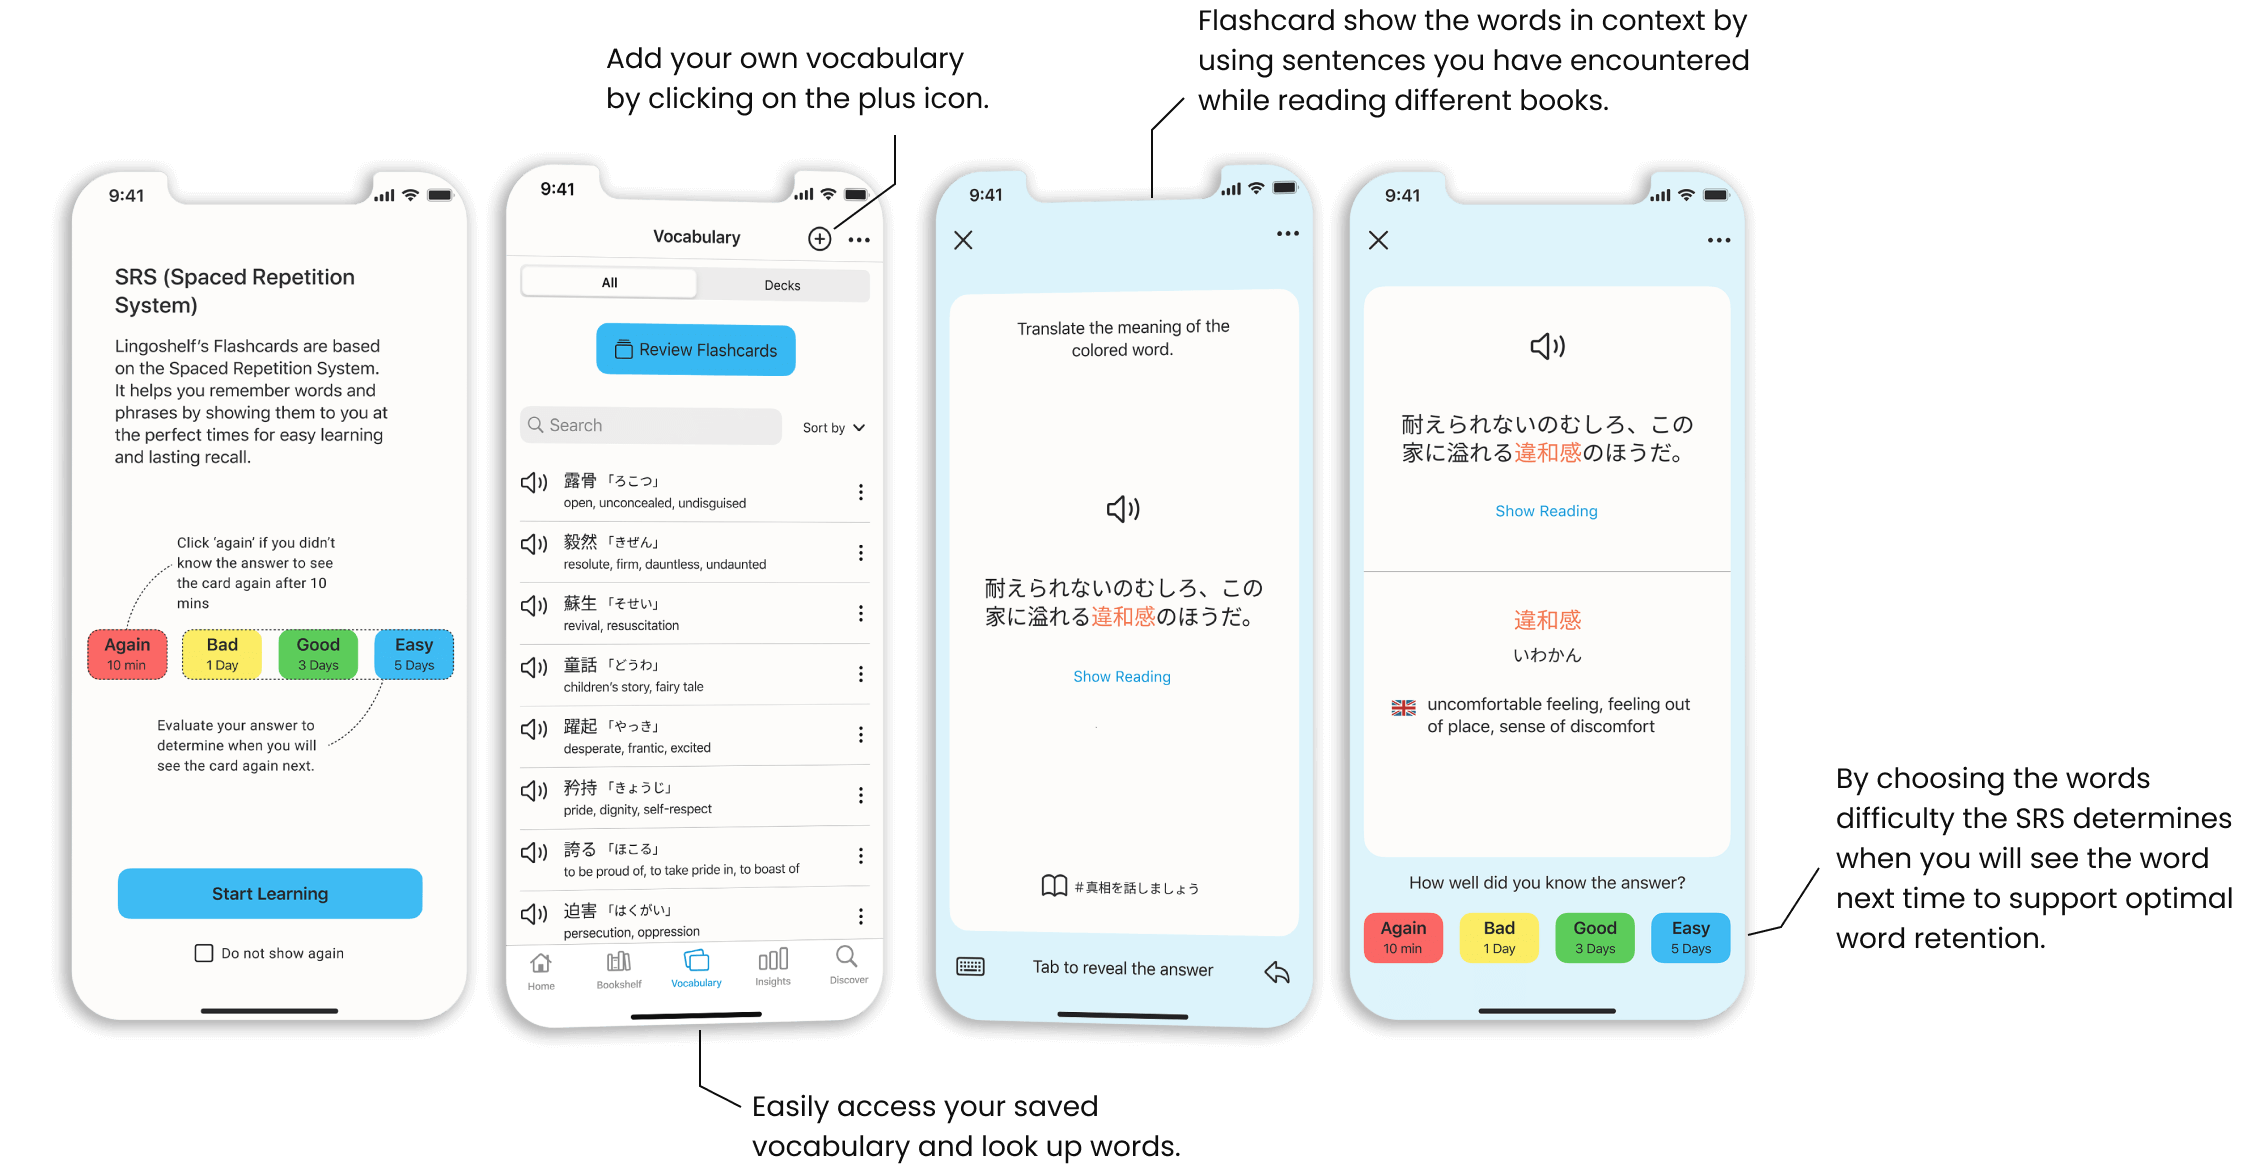 Add your own vocabulary
by clicking on the plus icon.
Flashcard show the words in context by
using sentences you have encountered
while reading different books.
9:41
SRS (Spaced Repetition
System)
Lingoshelf's Flashcards are based
on the Spaced Repetition System.
It helps you remember words and
phrases by showing them to you at
the perfect times for easy learning
and lasting recall.
Click 'again' if you didn't
know the answer to see
the card again after 10
mins
Again
10 min
Bad
1 Day
Good
3 Days
Easy
5 Days
Evaluate your answer to
determine when you will
see the card again next.
Start Learning
Do not show again
9:41
Vocabulary
All
Decks
Review Flashcards
Search
Sort by
露骨「ろこつ」
open, unconcealed, undisguised
毅然「きぜん」
resolute, firm, dauntless, undaunted
蘇生「そせい」
revival, resuscitation
童話「どうわ」
children's story, fairy tale
躍起「やっき」
desperate, frantic, excited
矜持「きょうじ」
pride, dignity, self-respect
誇る「ほこる」
to be proud of, to take pride in, to boast of
迫害「はくがい」
persecution, oppression
Home
Bookshelf
Vocabulary
Insights
Discover
Easily access your saved
vocabulary and look up words.
9:41
Translate the meaning of the
colored word.
耐えられないのむしろ、この
家に溢れる違和感のほうだ。
Show Reading
#真相を話しましょう
Tab to reveal the answer
9:41
耐えられないのむしろ、この
家に溢れる違和感のほうだ。
Show Reading
違和感
いわかん
uncomfortable feeling, feeling out
of place, sense of discomfort
How well did you know the answer?
Again
10 min
Bad
1 Day
Good
3 Days
Easy
5 Days
By choosing the words
difficulty the SRS determines
when you will see the word
next time to support optimal
word retention.